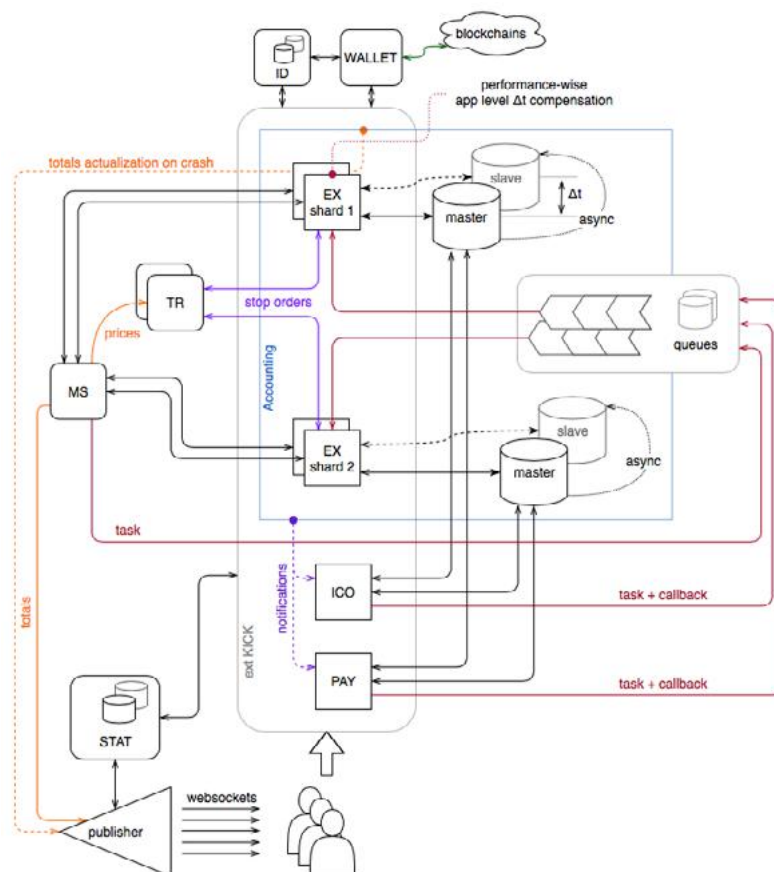 blockchains
ID
WALLET
performance-wise
app level Δt compensation
totals actualization on crash
slave
EX
shard 1
Δt
master
async
TR
stop orders
prices
queues
MS
Accounting
slave
EX
shard 2
master
async
task
notifications
ICO
totals
task + callback
ext KICK
PAY
task + callback
STAT
websockets
publisher